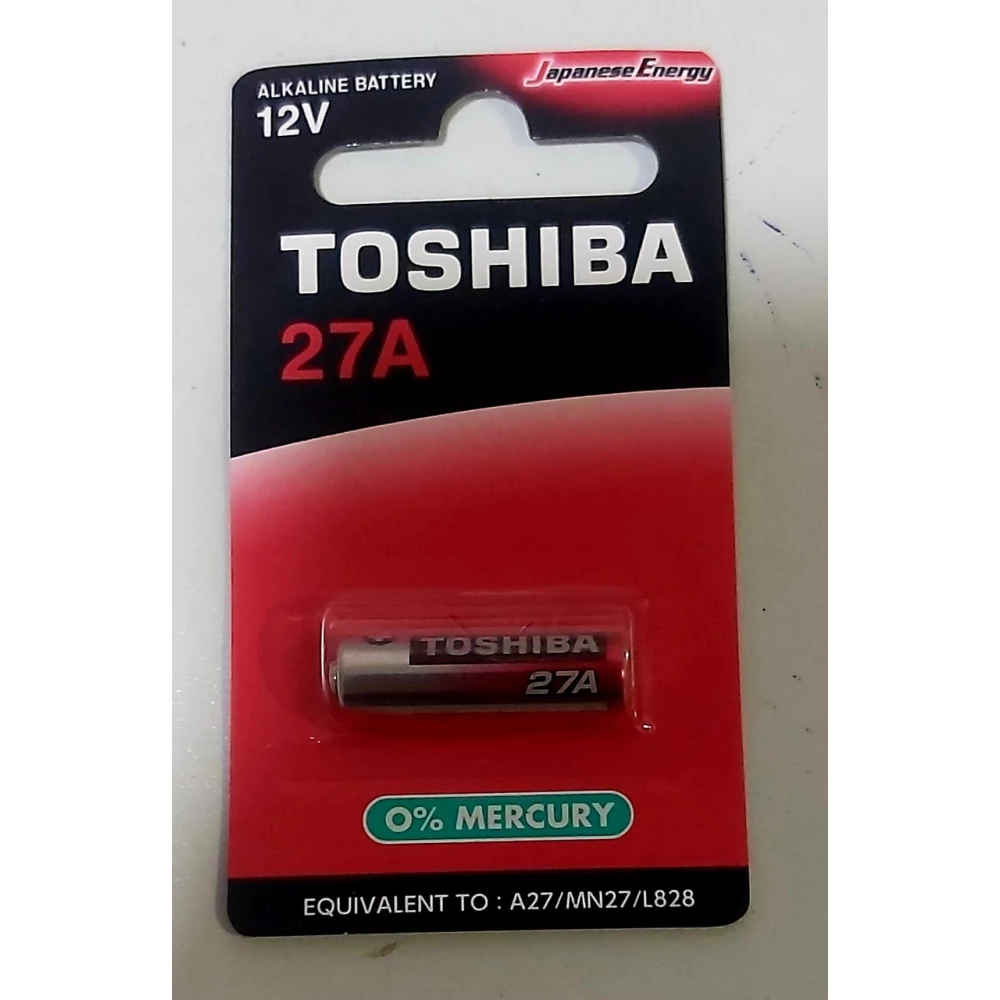 ALKALINE BATTERY
12V
Japanese Energy
TOSHIBA
27A
+
TOSHIBA
27A
0% MERCURY
EQUIVALENT TO : A27/MN27/L828